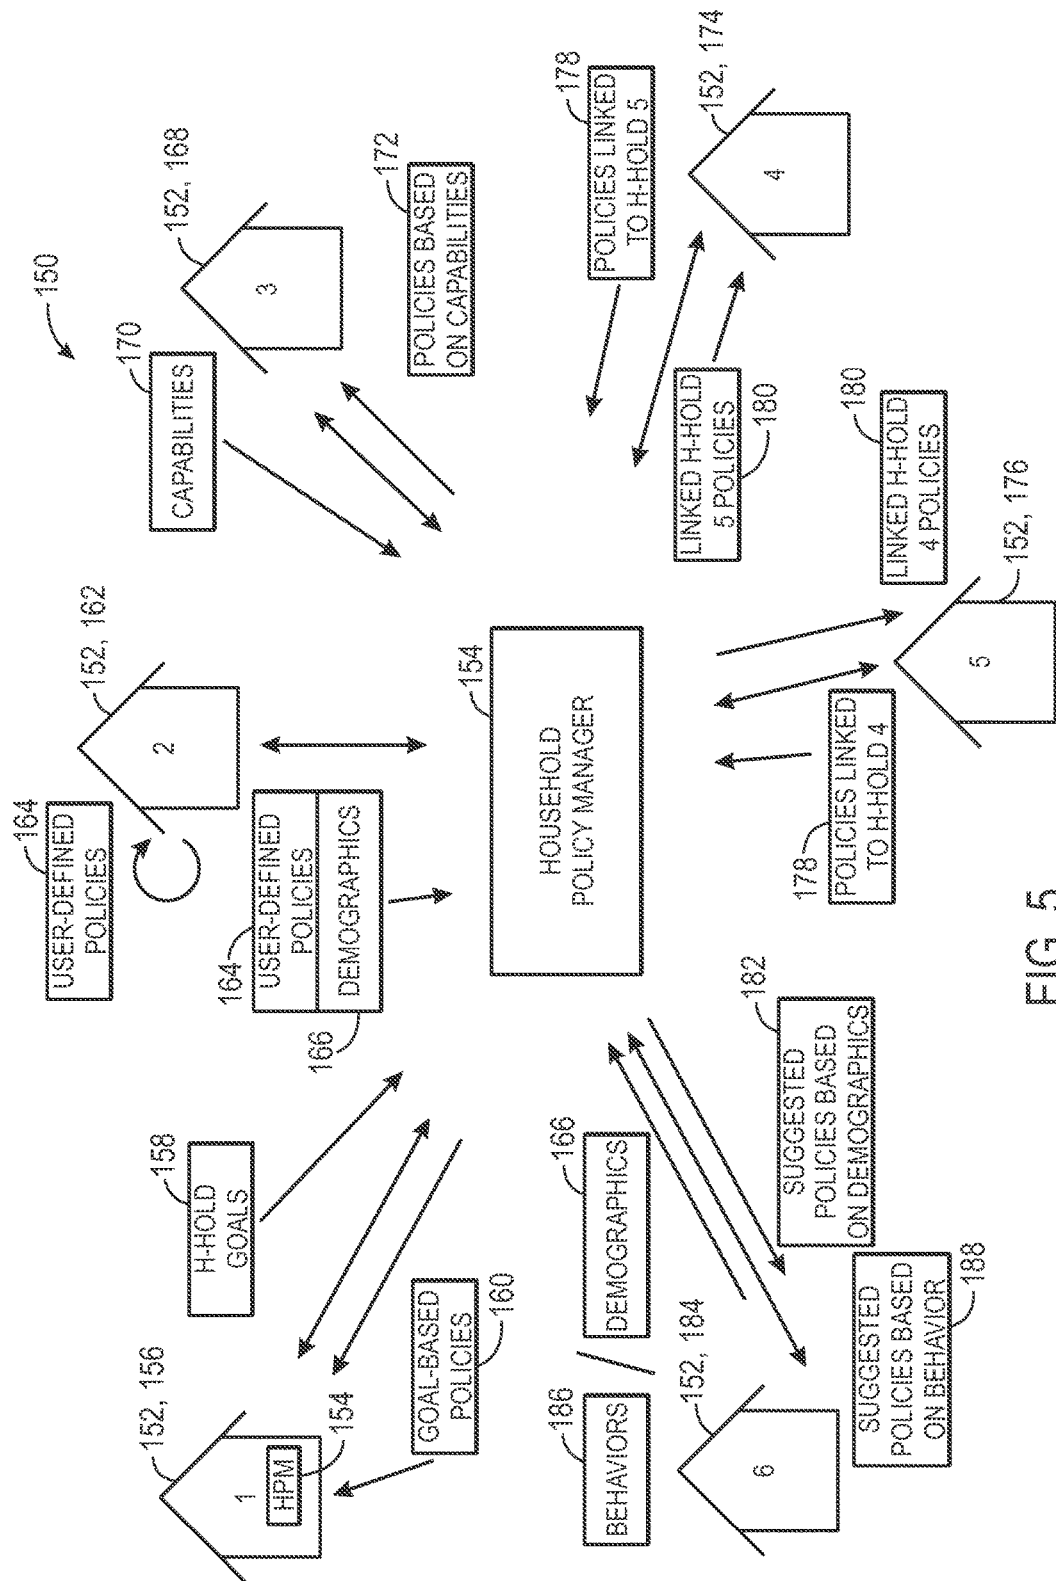 150
152, 156
1
HPM
154
H-HOLD
GOALS
158
GOAL-BASED
POLICIES
160
USER-DEFINED
POLICIES
164
152, 162
2
164
USER-DEFINED
POLICIES
DEMOGRAPHICS
166
CAPABILITIES
170
152, 168
3
POLICIES BASED
ON CAPABILITIES
172
HOUSEHOLD
POLICY MANAGER
154
BEHAVIORS
186
DEMOGRAPHICS
166
152, 184
6
SUGGESTED
POLICIES BASED
ON DEMOGRAPHICS
182
SUGGESTED
POLICIES BASED
ON BEHAVIOR
188
POLICIES LINKED
TO H-HOLD 4
178
152, 176
5
LINKED H-HOLD
4 POLICIES
180
LINKED H-HOLD
5 POLICIES
180
POLICIES LINKED
TO H-HOLD 5
178
152, 174
4
FIG. 5